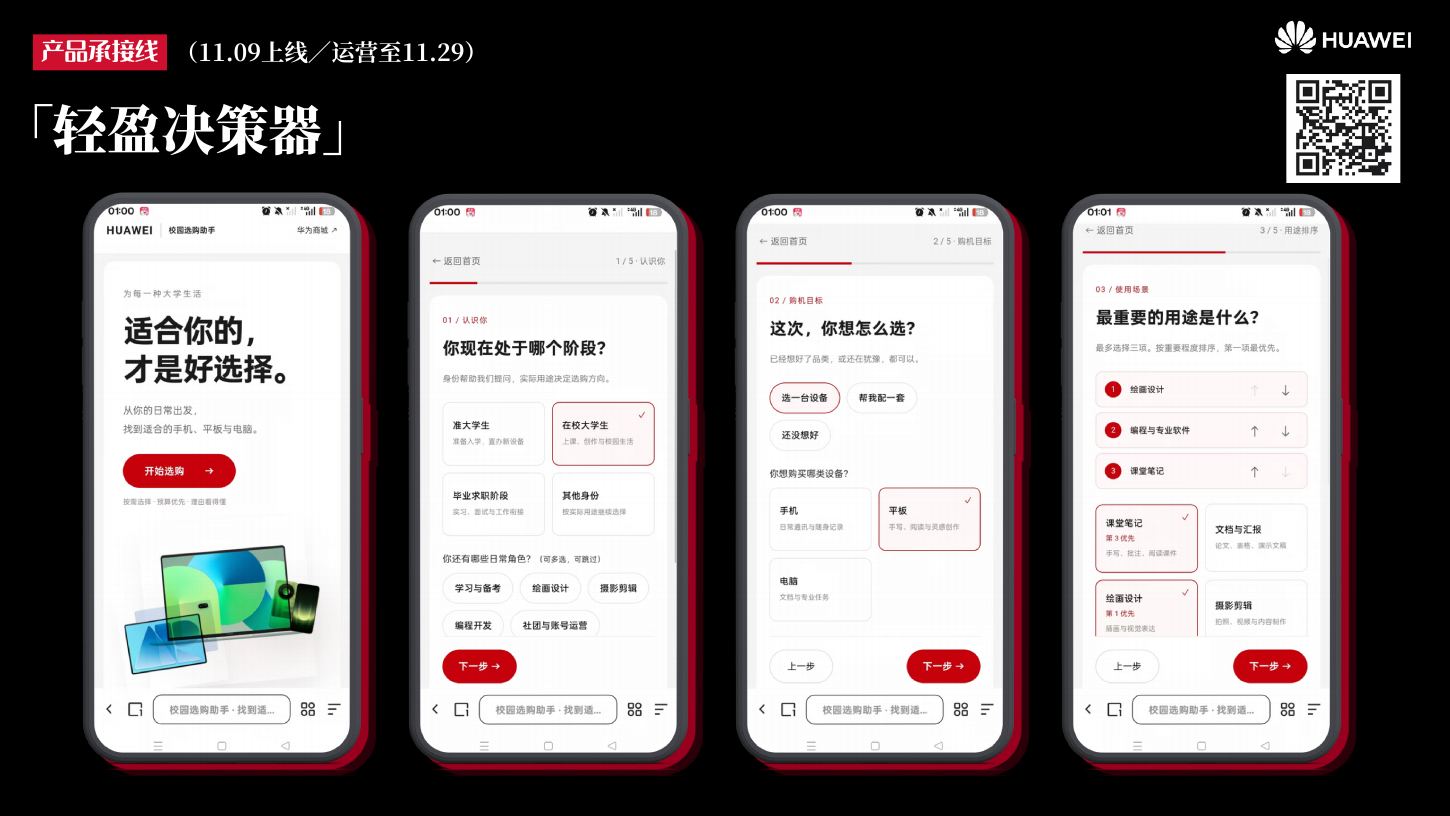 产品承接线
（11.09上线／运营至11.29）
HUAWEI
「轻盈决策器」
01:00
18
HUAWEI
校园选购助手
华为商城 ↗
为每一种大学生活
适合你的，
才是好选择。
从你的日常出发，
找到适合的手机、平板与电脑。
开始选购 →
按需选择 · 预算优先 · 理由看得懂
校园选购助手 · 找到适...
01:00
18
← 返回首页
1 / 5 · 认识你
01 / 认识你
你现在处于哪个阶段？
身份帮助我们提问，实际用途决定选购方向。
准大学生
准备入学，置办新设备
在校大学生
上课、创作与校园生活
毕业求职阶段
实习、面试与工作衔接
其他身份
按实际用途继续选择
你还有哪些日常角色？（可多选，可跳过）
学习与备考
绘画设计
摄影剪辑
编程开发
社团与账号运营
下一步 →
校园选购助手 · 找到适...
01:00
18
← 返回首页
2 / 5 · 购机目标
02 / 购机目标
这次，你想怎么选？
已经想好了品类，或还在犹豫，都可以。
选一台设备
帮我配一套
还没想好
你想购买哪类设备？
手机
日常通讯与随身记录
平板
手写、阅读与灵感创作
电脑
文档与专业任务
上一步
下一步 →
校园选购助手 · 找到适...
01:01
18
← 返回首页
3 / 5 · 用途排序
03 / 使用场景
最重要的用途是什么？
最多选择三项。按重要程度排序，第一项最优先。
1 绘画设计 ↑ ↓
2 编程与专业软件 ↑ ↓
3 课堂笔记 ↑ ↓
课堂笔记
第 3 优先
手写、批注、阅读课件
文档与汇报
论文、表格、演示文稿
绘画设计
第 1 优先
插画与视觉表达
摄影剪辑
拍照、视频与内容制作
上一步
下一步 →
校园选购助手 · 找到适...